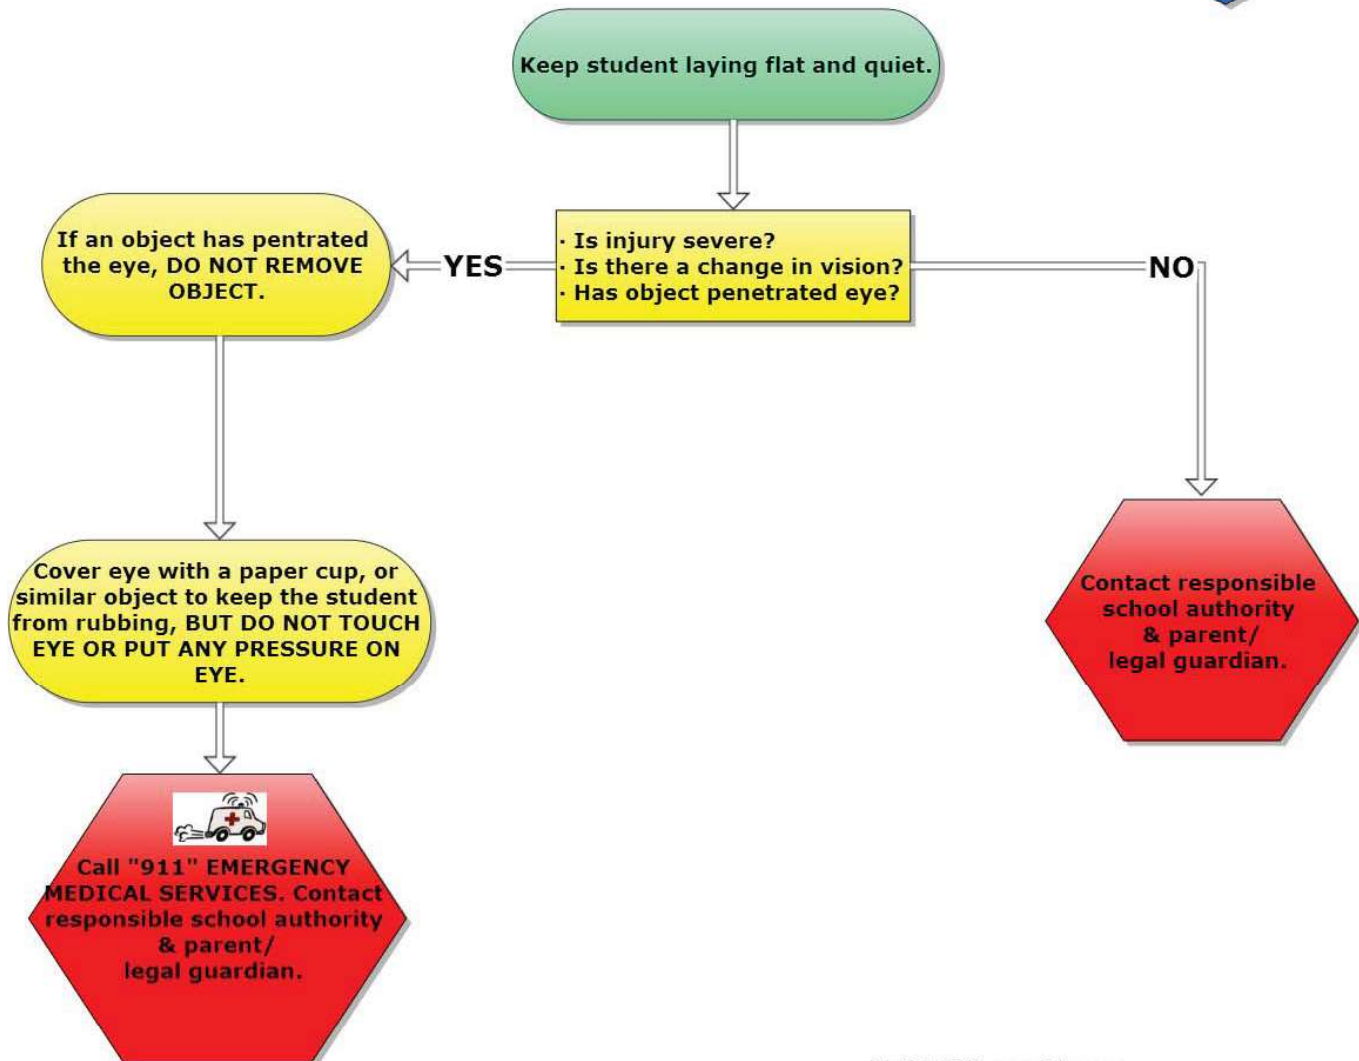 Keep student laying flat and quiet.
If an object has pentrated
the eye, DO NOT REMOVE
OBJECT.
YES
· Is injury severe?
· Is there a change in vision?
· Has object penetrated eye?
NO
Cover eye with a paper cup, or
similar object to keep the student
from rubbing, BUT DO NOT TOUCH
EYE OR PUT ANY PRESSURE ON
EYE.
Contact responsible
school authority
& parent/
legal guardian.
Call "911" EMERGENCY
MEDICAL SERVICES. Contact
responsible school authority
& parent/
legal guardian.